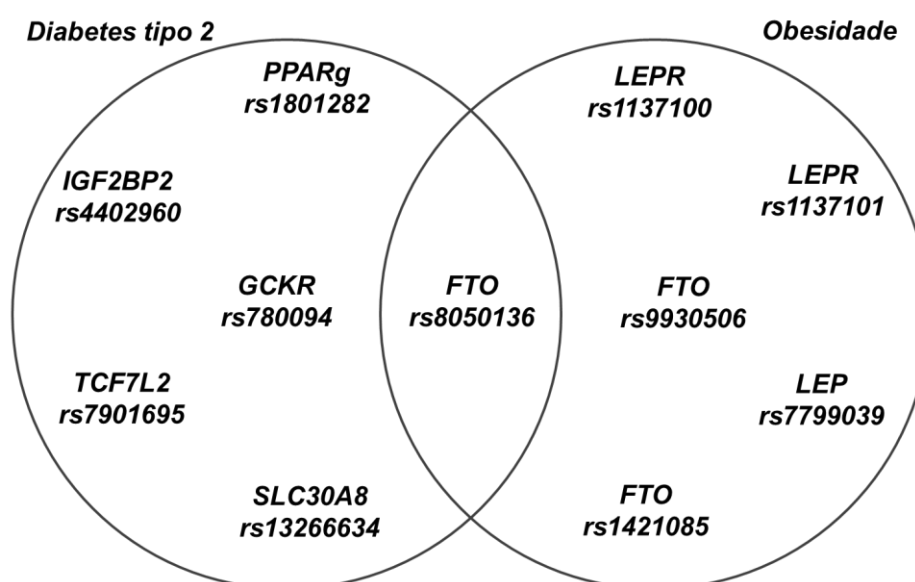 Diabetes tipo 2
Obesidade
PPARg
rs1801282
LEPR
rs1137100
IGF2BP2
rs4402960
LEPR
rs1137101
GCKR
rs780094
FTO
rs8050136
FTO
rs9930506
TCF7L2
rs7901695
LEP
rs7799039
SLC30A8
rs13266634
FTO
rs1421085